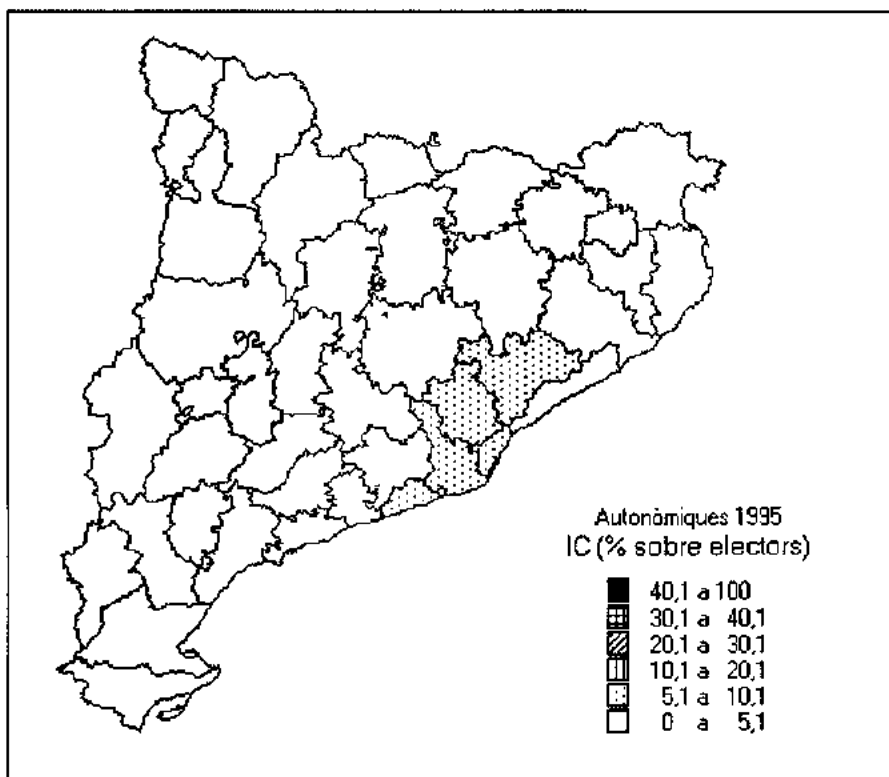 Autonòmiques 1995
IC (% sobre electors)
40,1 a 100
30,1 a 40,1
20,1 a 30,1
10,1 a 20,1
5,1 a 10,1
0 a 5,1